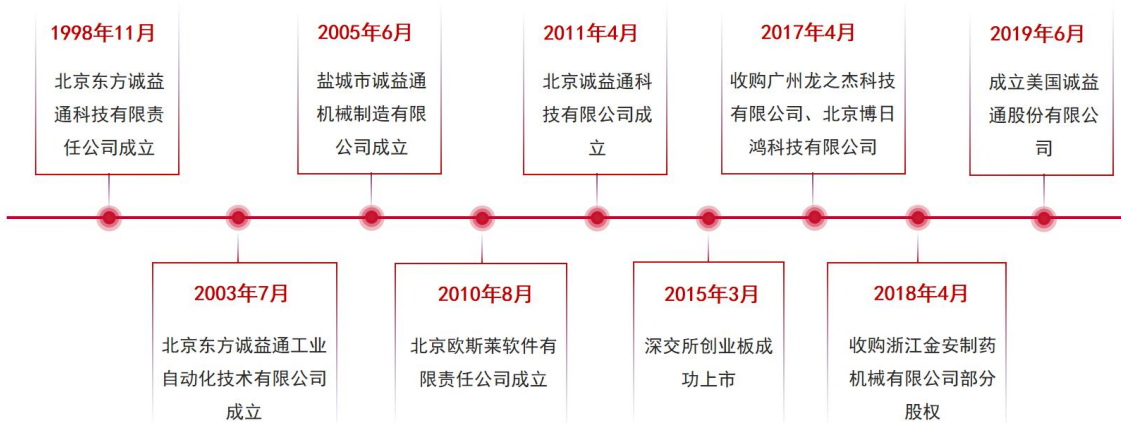 1998年11月
北京东方诚益
通科技有限责
任公司成立
2003年7月
北京东方诚益通工业
自动化技术有限公司
成立
2005年6月
盐城市诚益通
机械制造有限
公司成立
2010年8月
北京欧斯莱软件有
限责任公司成立
2011年4月
北京诚益通科
技有限公司成
立
2015年3月
深交所创业板成
功上市
2017年4月
收购广州龙之杰科技
有限公司、北京博日
鸿科技有限公司
2018年4月
收购浙江金安制药
机械有限公司部分
股权
2019年6月
成立美国诚益
通股份有限公
司